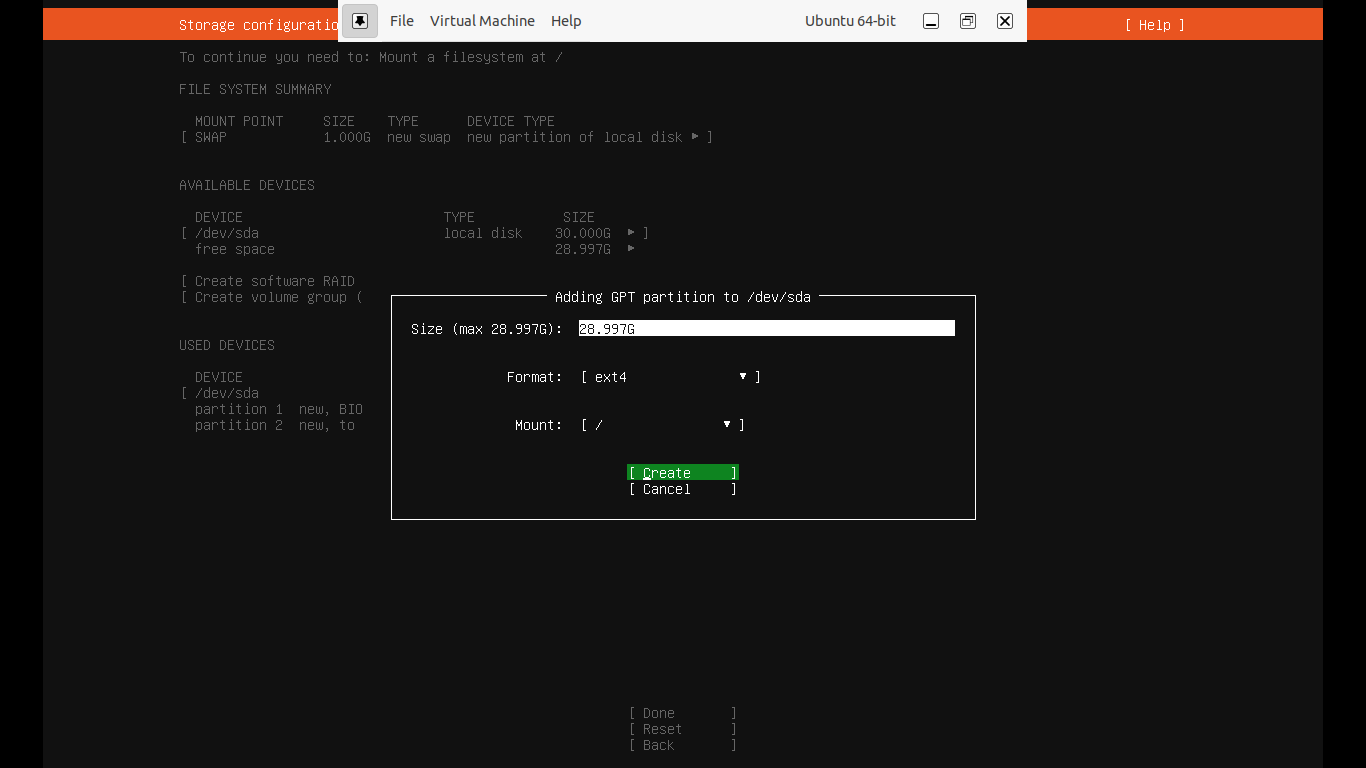 File Virtual Machine Help Ubuntu 64-bit
Storage configuratio [ Help ]
To continue you need to: Mount a filesystem at /
FILE SYSTEM SUMMARY
MOUNT POINT SIZE TYPE DEVICE TYPE
[ SWAP 1.000G new swap new partition of local disk ▸ ]
AVAILABLE DEVICES
DEVICE TYPE SIZE
[ /dev/sda local disk 30.000G ▸ ]
free space 28.997G ▸
[ Create software RAID
[ Create volume group (
Adding GPT partition to /dev/sda
Size (max 28.997G): 28.997G
USED DEVICES
DEVICE
Format: [ ext4 ▾ ]
[ /dev/sda
partition 1 new, BIO
partition 2 new, to
Mount: [ / ▾ ]
[ Create ]
[ Cancel ]
[ Done ]
[ Reset ]
[ Back ]